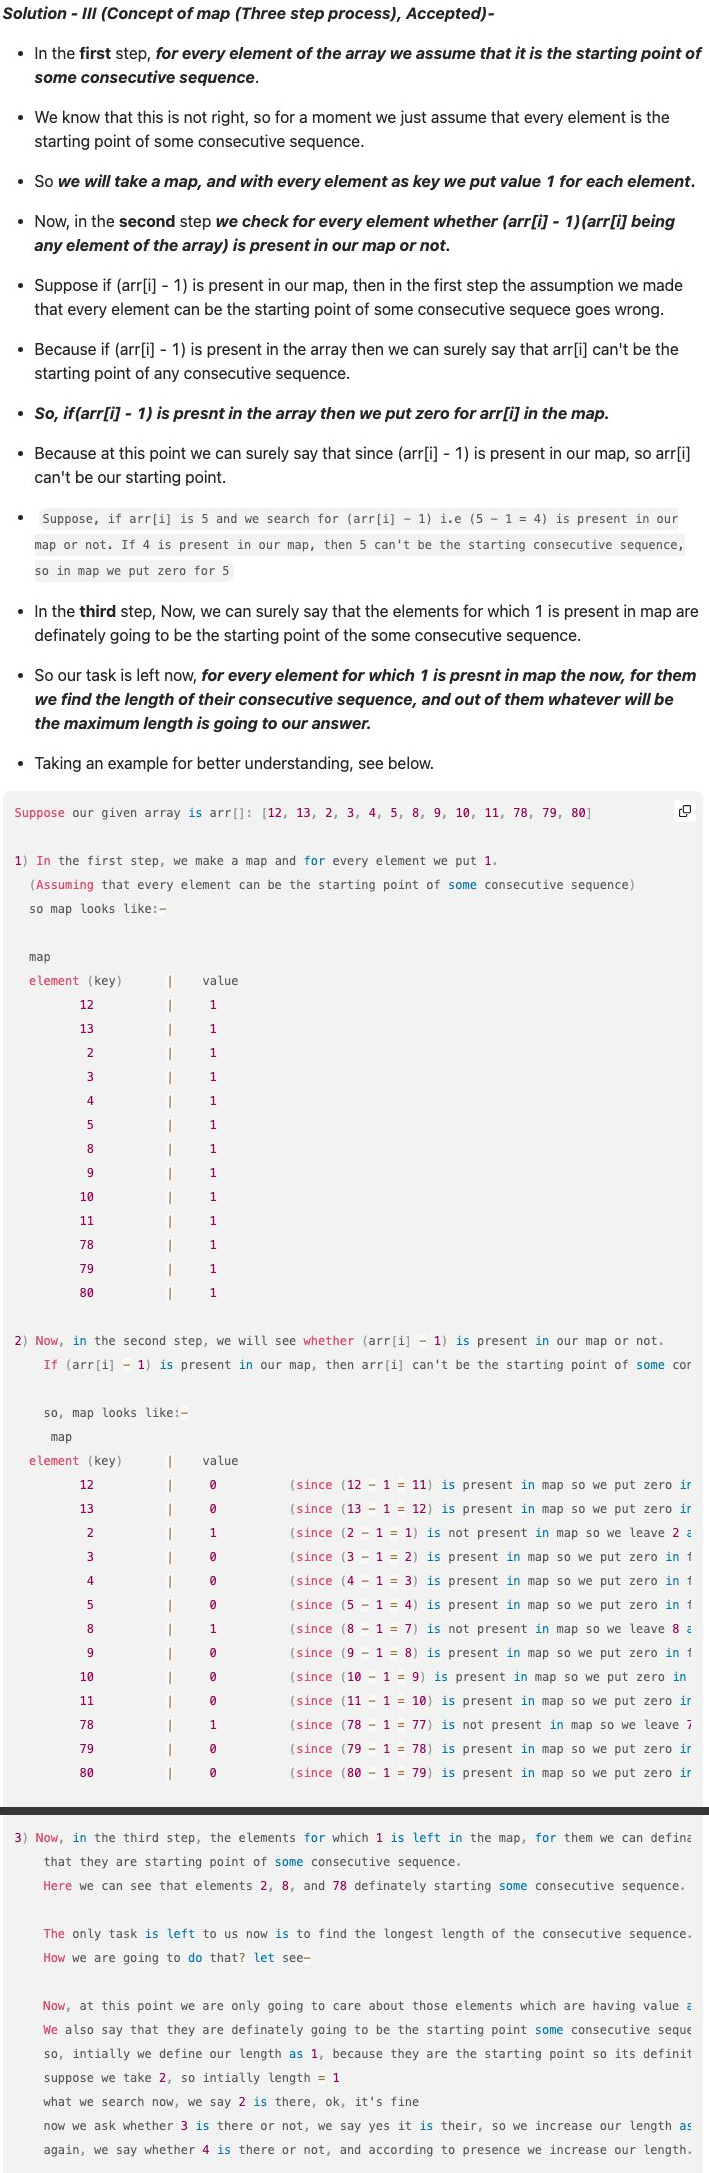 Solution - III (Concept of map (Three step process), Accepted)-
• In the first step, for every element of the array we assume that it is the starting point of
some consecutive sequence.
• We know that this is not right, so for a moment we just assume that every element is the
starting point of some consecutive sequence.
• So we will take a map, and with every element as key we put value 1 for each element.
• Now, in the second step we check for every element whether (arr[i] - 1)(arr[i] being
any element of the array) is present in our map or not.
• Suppose if (arr[i] - 1) is present in our map, then in the first step the assumption we made
that every element can be the starting point of some consecutive sequece goes wrong.
• Because if (arr[i] - 1) is present in the array then we can surely say that arr[i] can't be the
starting point of any consecutive sequence.
• So, if(arr[i] - 1) is presnt in the array then we put zero for arr[i] in the map.
• Because at this point we can surely say that since (arr[i] - 1) is present in our map, so arr[i]
can't be our starting point.
• Suppose, if arr[i] is 5 and we search for (arr[i] - 1) i.e (5 - 1 = 4) is present in our
map or not. If 4 is present in our map, then 5 can't be the starting consecutive sequence,
so in map we put zero for 5
• In the third step, Now, we can surely say that the elements for which 1 is present in map are
definately going to be the starting point of the some consecutive sequence.
• So our task is left now, for every element for which 1 is presnt in map the now, for them
we find the length of their consecutive sequence, and out of them whatever will be
the maximum length is going to our answer.
• Taking an example for better understanding, see below.
Suppose our given array is arr[]: [12, 13, 2, 3, 4, 5, 8, 9, 10, 11, 78, 79, 80]
1) In the first step, we make a map and for every element we put 1.
(Assuming that every element can be the starting point of some consecutive sequence)
so map looks like:-
map
element (key) | value
12 | 1
13 | 1
2 | 1
3 | 1
4 | 1
5 | 1
8 | 1
9 | 1
10 | 1
11 | 1
78 | 1
79 | 1
80 | 1
2) Now, in the second step, we will see whether (arr[i] - 1) is present in our map or not.
If (arr[i] - 1) is present in our map, then arr[i] can't be the starting point of some con
so, map looks like:-
map
element (key) | value
12 | 0 (since (12 - 1 = 11) is present in map so we put zero in
13 | 0 (since (13 - 1 = 12) is present in map so we put zero in
2 | 1 (since (2 - 1 = 1) is not present in map so we leave 2 a
3 | 0 (since (3 - 1 = 2) is present in map so we put zero in f
4 | 0 (since (4 - 1 = 3) is present in map so we put zero in f
5 | 0 (since (5 - 1 = 4) is present in map so we put zero in f
8 | 1 (since (8 - 1 = 7) is not present in map so we leave 8 a
9 | 0 (since (9 - 1 = 8) is present in map so we put zero in f
10 | 0 (since (10 - 1 = 9) is present in map so we put zero in
11 | 0 (since (11 - 1 = 10) is present in map so we put zero in
78 | 1 (since (78 - 1 = 77) is not present in map so we leave 7
79 | 0 (since (79 - 1 = 78) is present in map so we put zero in
80 | 0 (since (80 - 1 = 79) is present in map so we put zero in
3) Now, in the third step, the elements for which 1 is left in the map, for them we can defina
that they are starting point of some consecutive sequence.
Here we can see that elements 2, 8, and 78 definately starting some consecutive sequence.
The only task is left to us now is to find the longest length of the consecutive sequence.
How we are going to do that? let see-
Now, at this point we are only going to care about those elements which are having value a
We also say that they are definately going to be the starting point some consecutive seque
so, intially we define our length as 1, because they are the starting point so its definit
suppose we take 2, so intially length = 1
what we search now, we say 2 is there, ok, it's fine
now we ask whether 3 is there or not, we say yes it is their, so we increase our length as
again, we say whether 4 is there or not, and according to presence we increase our length.